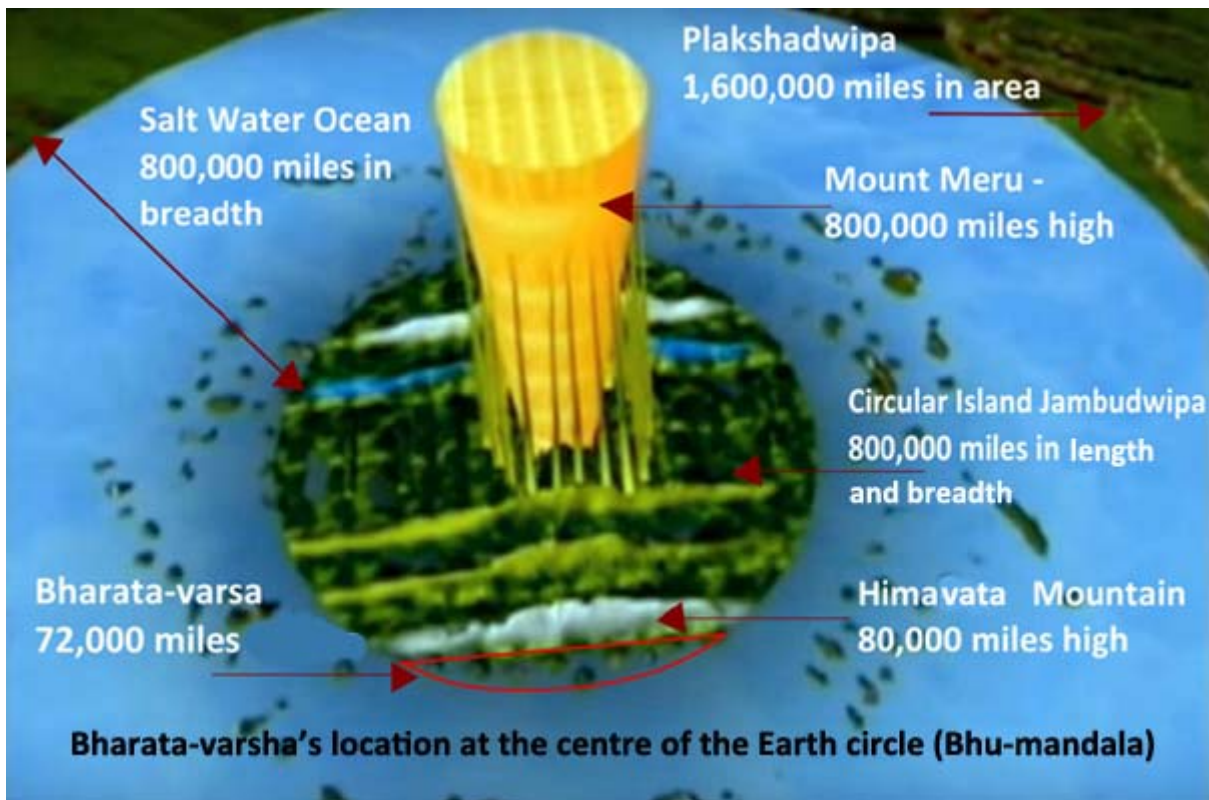 Plakshadwipa
1,600,000 miles in area
Salt Water Ocean
800,000 miles in
breadth
Mount Meru -
800,000 miles high
Circular Island Jambudwipa
800,000 miles in length
and breadth
Bharata-varsa
72,000 miles
Himavata Mountain
80,000 miles high
Bharata-varsha's location at the centre of the Earth circle (Bhu-mandala)